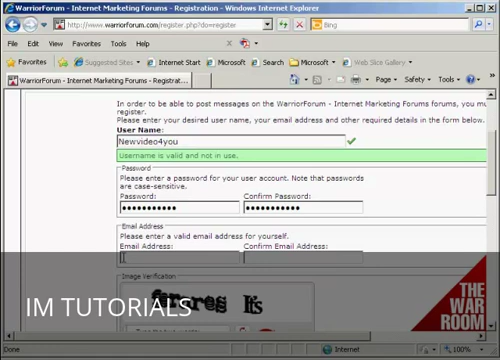 WarriorForum - Internet Marketing Forums - Registration - Windows Internet Explorer
http://www.warriorforum.com/register.php?do=register
Bing
File Edit View Favorites Tools Help
Favorites Suggested Sites Internet Start Microsoft Search Microsoft Web Slice Gallery
WarriorForum - Internet Marketing Forums - Registrat...
Page Safety Tools
In order to be able to post messages on the WarriorForum - Internet Marketing Forums forums, you mu
register.
Please enter your desired user name, your email address and other required details in the form below.
User Name:
Newvideo4you
Username is valid and not in use.
Password
Please enter a password for your user account. Note that passwords
are case-sensitive.
Password: Confirm Password:
Email Address
Please enter a valid email address for yourself.
Email Address: Confirm Email Address:
Image Verification
IM TUTORIALS
THE
WAR
ROOM
Done
Internet
100%